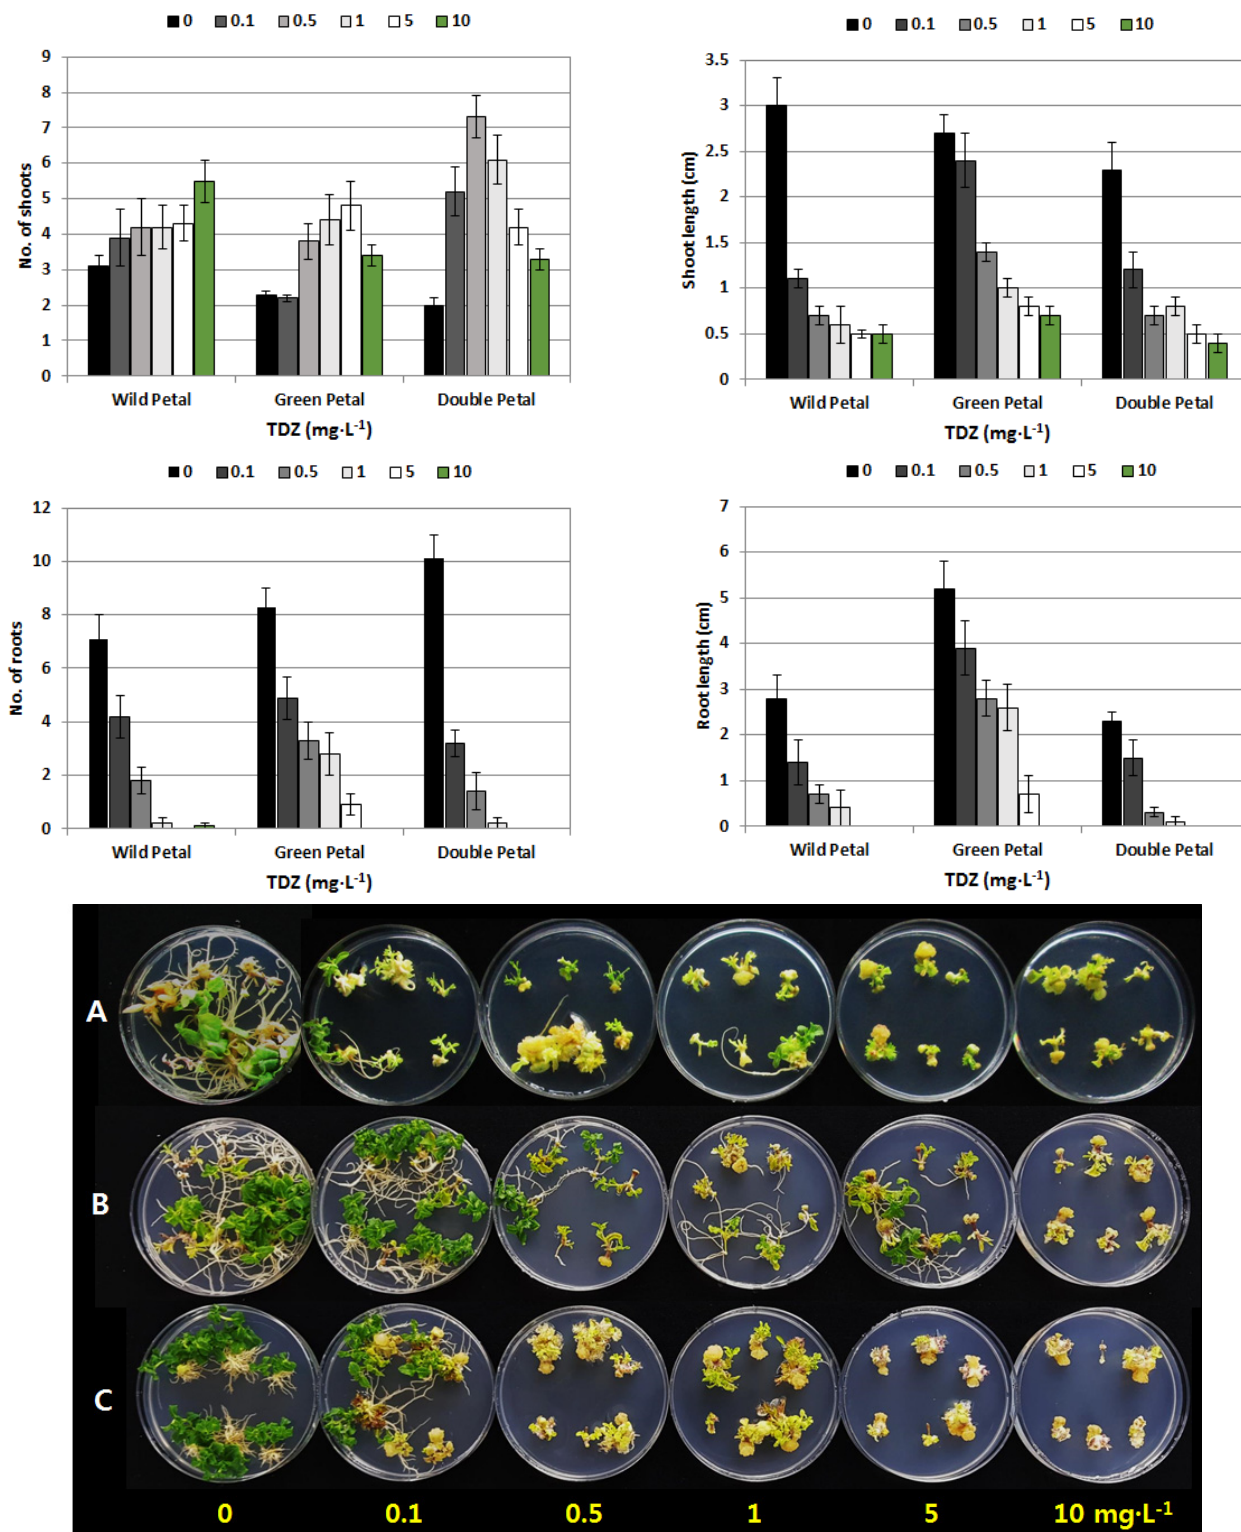 0 0.1 0.5 1 5 10
9
8
7
6
5
4
3
2
1
0
No. of shoots
Wild Petal Green Petal Double Petal
TDZ (mg·L⁻¹)
0 0.1 0.5 1 5 10
3.5
3
2.5
2
1.5
1
0.5
0
Shoot length (cm)
Wild Petal Green Petal Double Petal
TDZ (mg·L⁻¹)
0 0.1 0.5 1 5 10
12
10
8
6
4
2
0
No. of roots
Wild Petal Green Petal Double Petal
TDZ (mg·L⁻¹)
0 0.1 0.5 1 5 10
7
6
5
4
3
2
1
0
Root length (cm)
Wild Petal Green Petal Double Petal
TDZ (mg·L⁻¹)
A
B
C
0 0.1 0.5 1 5 10 mg·L⁻¹